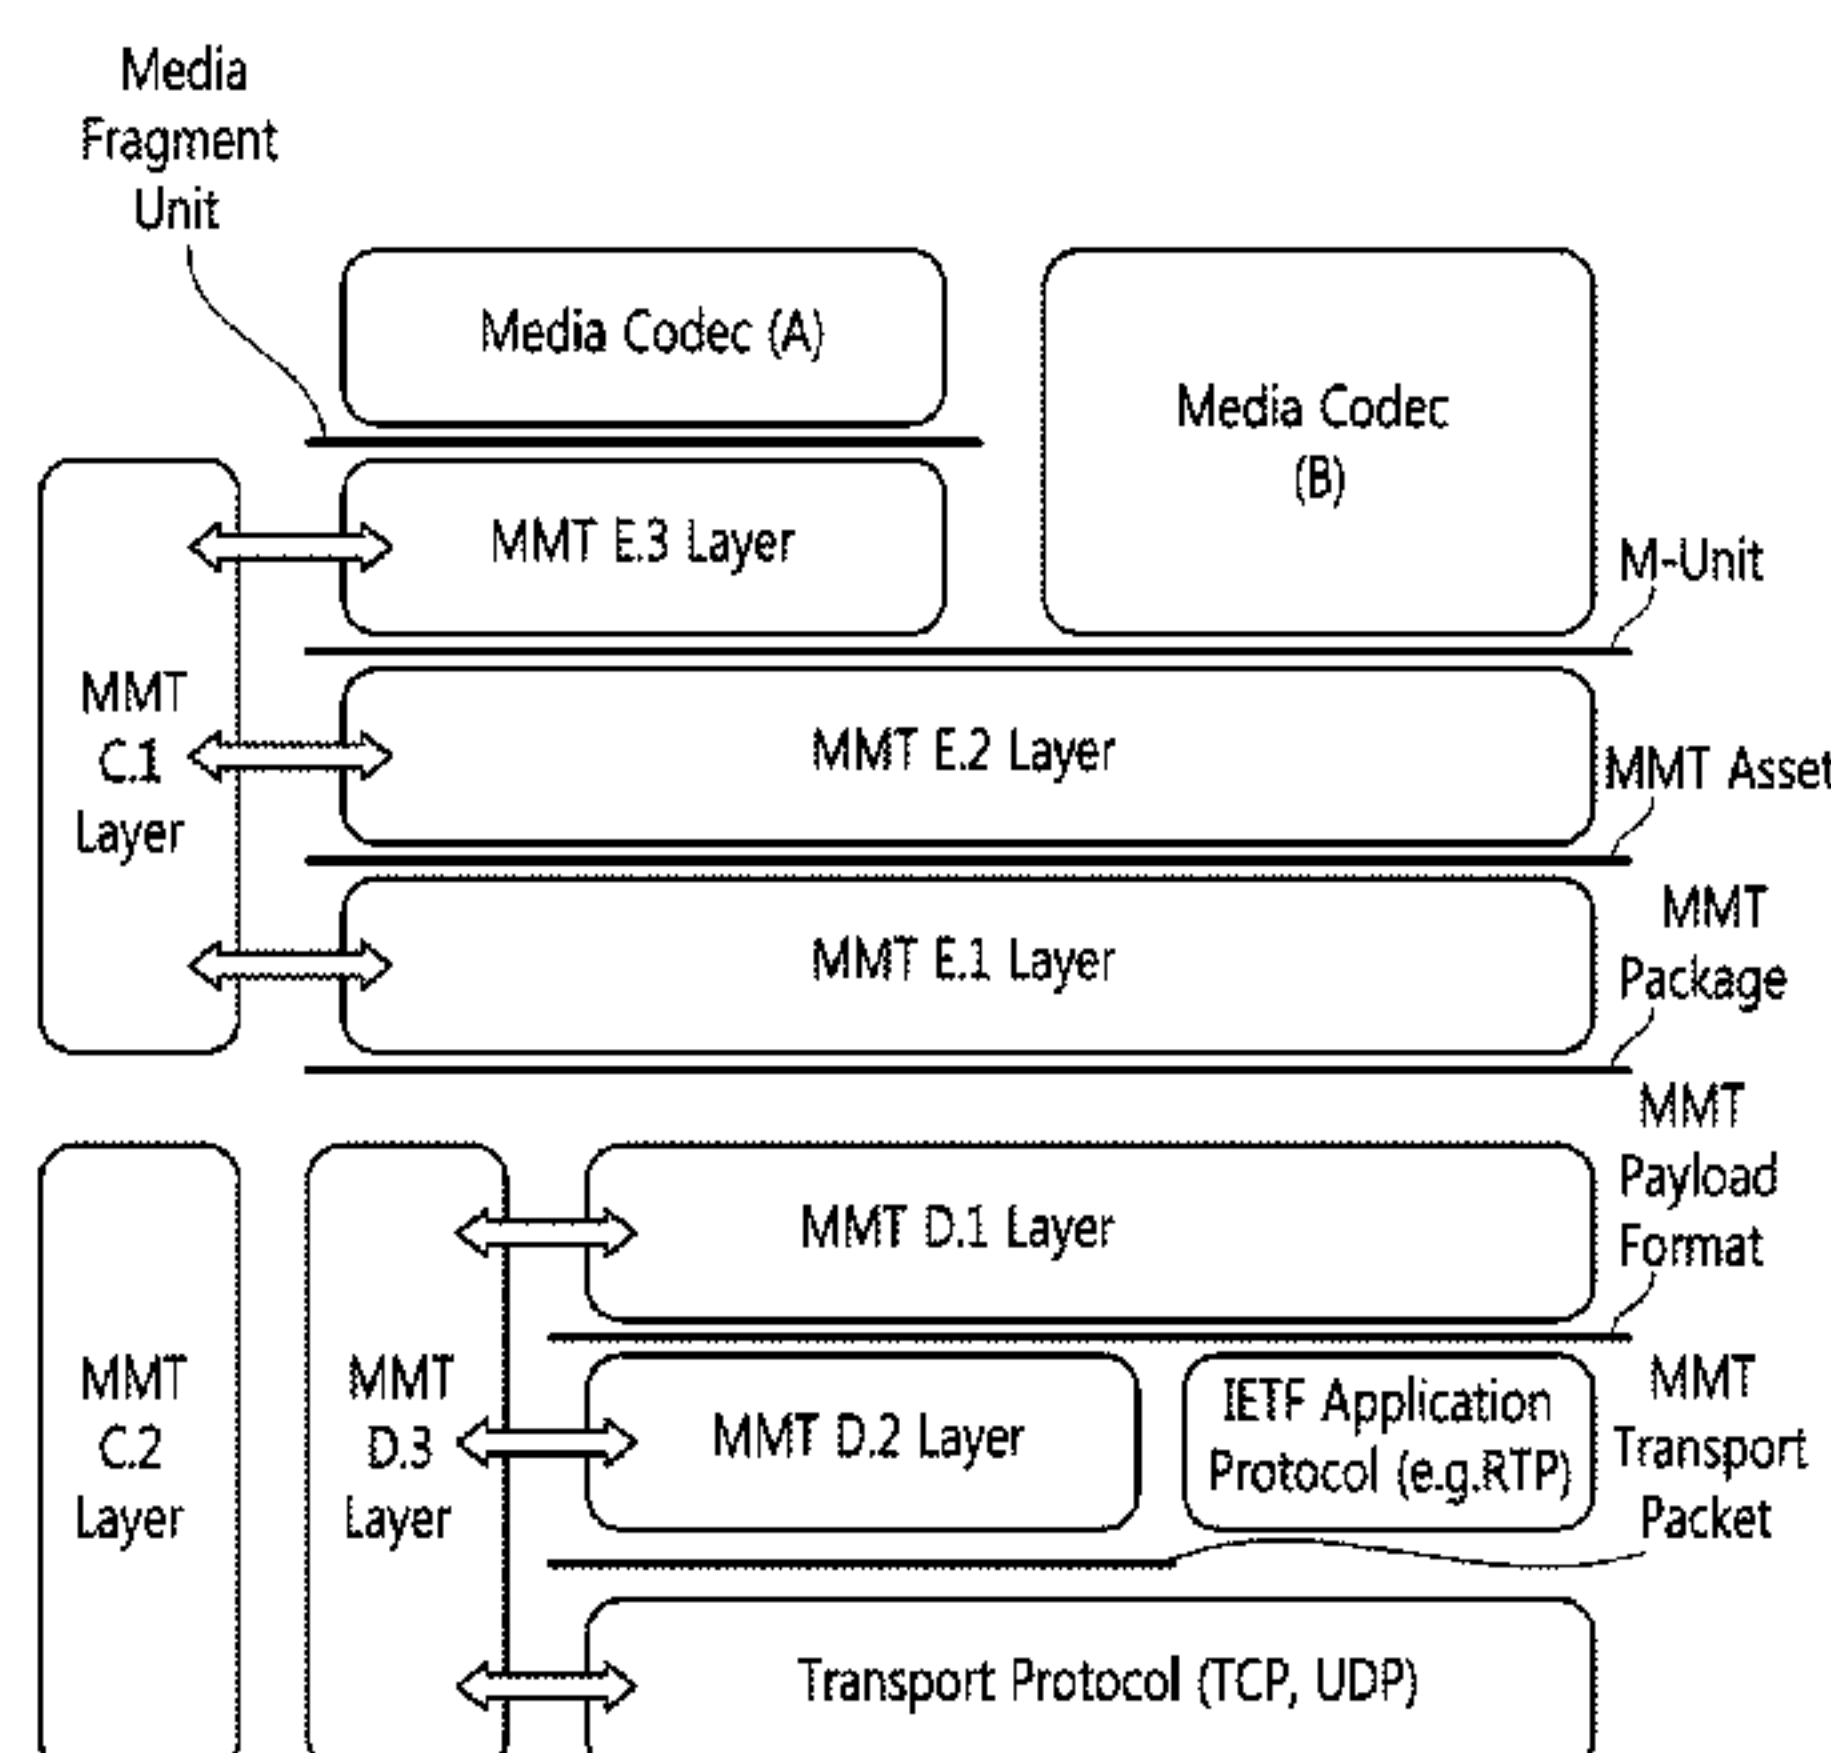 Media
Fragment
Unit
Media Codec (A)
Media Codec
(B)
MMT E.3 Layer
M-Unit
MMT
C.1
Layer
MMT E.2 Layer
MMT Asset
MMT E.1 Layer
MMT
Package
MMT
Payload
Format
MMT D.1 Layer
MMT
C.2
Layer
MMT
D.3
Layer
MMT D.2 Layer
IETF Application
Protocol (e.g.RTP)
MMT
Transport
Packet
Transport Protocol (TCP, UDP)